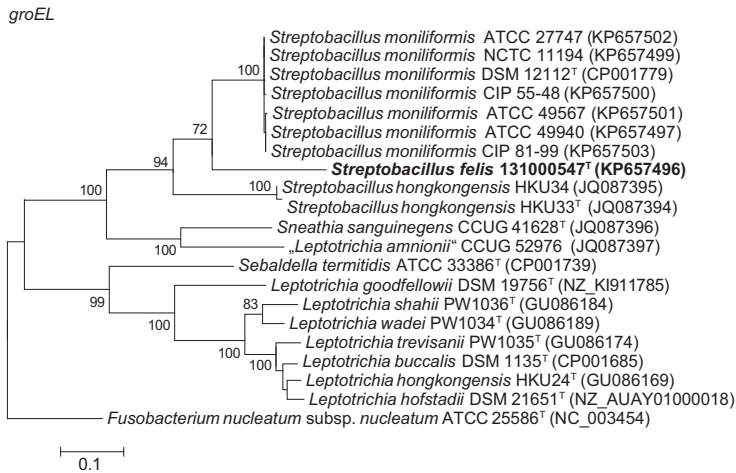 groEL
Streptobacillus moniliformis ATCC 27747 (KP657502)
Streptobacillus moniliformis NCTC 11194 (KP657499)
Streptobacillus moniliformis DSM 12112ᵀ (CP001779)
100
Streptobacillus moniliformis CIP 55-48 (KP657500)
Streptobacillus moniliformis ATCC 49567 (KP657501)
72
Streptobacillus moniliformis ATCC 49940 (KP657497)
Streptobacillus moniliformis CIP 81-99 (KP657503)
94
Streptobacillus felis 131000547ᵀ (KP657496)
100
Streptobacillus hongkongensis HKU34 (JQ087395)
100
Streptobacillus hongkongensis HKU33ᵀ (JQ087394)
Sneathia sanguinegens CCUG 41628ᵀ (JQ087396)
100
„Leptotrichia amnionii“ CCUG 52976 (JQ087397)
Sebaldella termitidis ATCC 33386ᵀ (CP001739)
99
Leptotrichia goodfellowii DSM 19756ᵀ (NZ_KI911785)
83
Leptotrichia shahii PW1036ᵀ (GU086184)
100
Leptotrichia wadei PW1034ᵀ (GU086189)
100
Leptotrichia trevisanii PW1035ᵀ (GU086174)
100
Leptotrichia buccalis DSM 1135ᵀ (CP001685)
Leptotrichia hongkongensis HKU24ᵀ (GU086169)
Leptotrichia hofstadii DSM 21651ᵀ (NZ_AUAY01000018)
Fusobacterium nucleatum subsp. nucleatum ATCC 25586ᵀ (NC_003454)
0.1